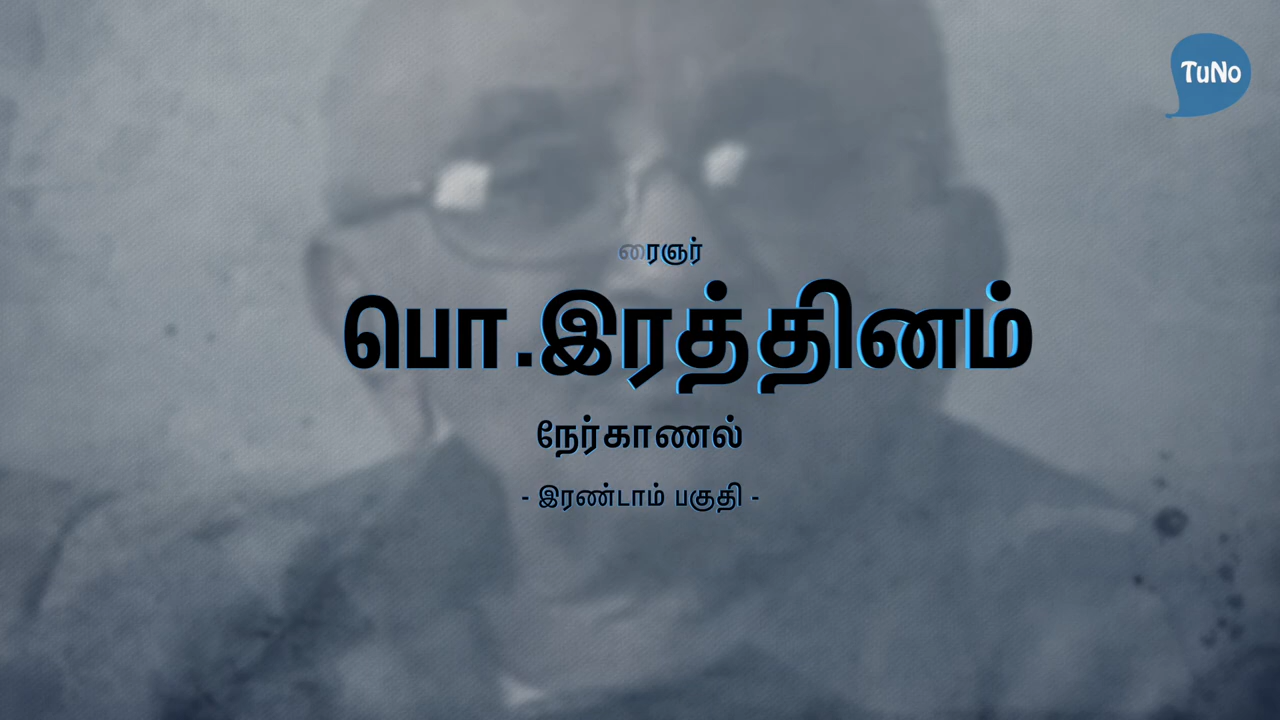 TuNo
ரைஞர்
பொ.இரத்தினம்
நேர்காணல்
- இரண்டாம் பகுதி -